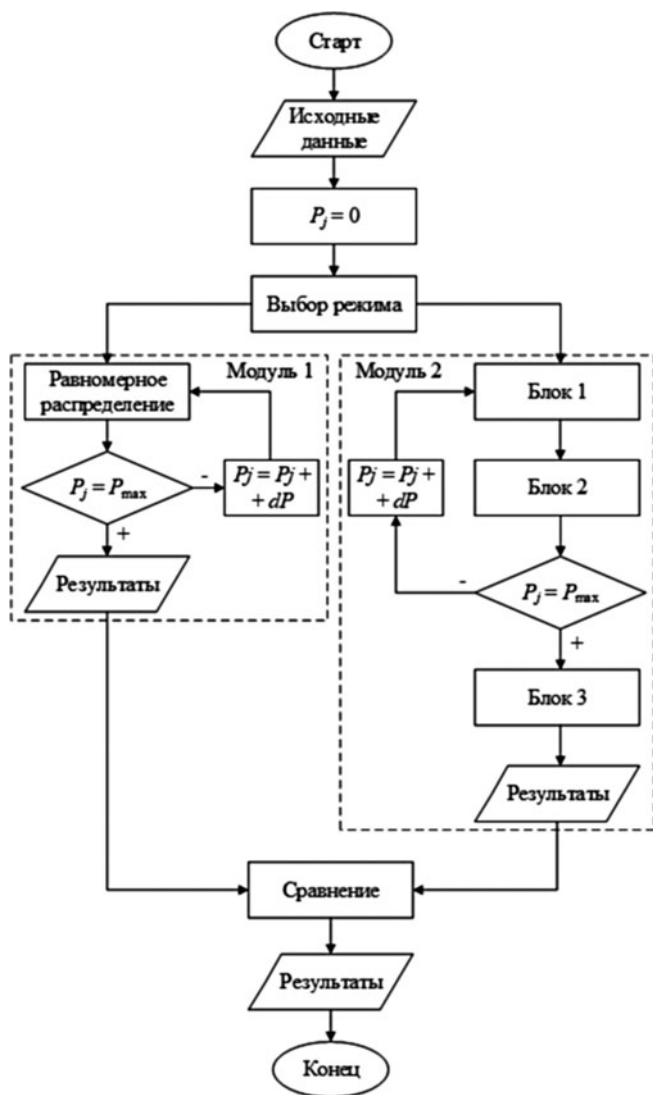 Старт
Исходные
данные
Pj = 0
Выбор режима
Модуль 1
Равномерное
распределение
Pj = Pmax
-
Pj = Pj +
+ dP
+
Результаты
Модуль 2
Блок 1
Pj = Pj +
+ dP
Блок 2
-
Pj = Pmax
+
Блок 3
Результаты
Сравнение
Результаты
Конец